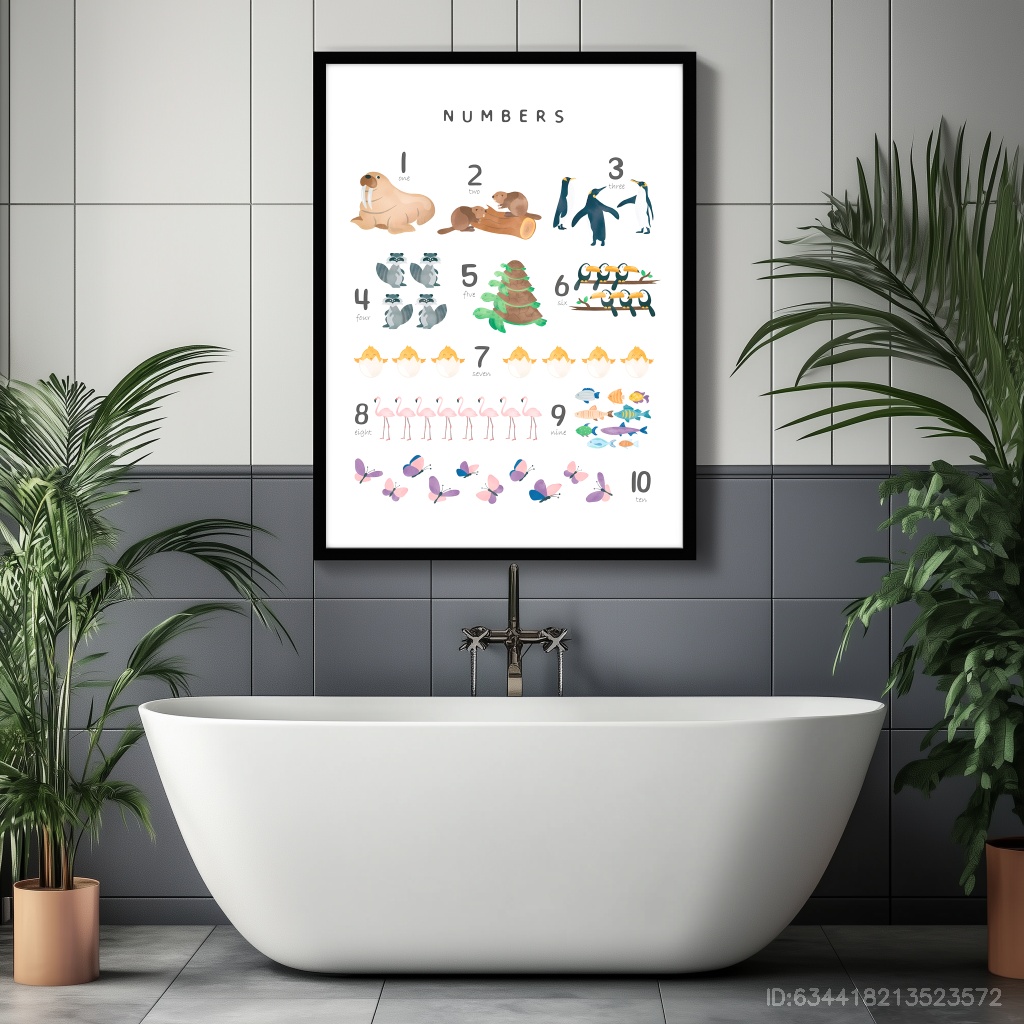 NUMBERS
1
one
2
two
3
three
4
four
5
five
6
six
7
seven
8
eight
9
nine
10
ten
ID:634418213523572